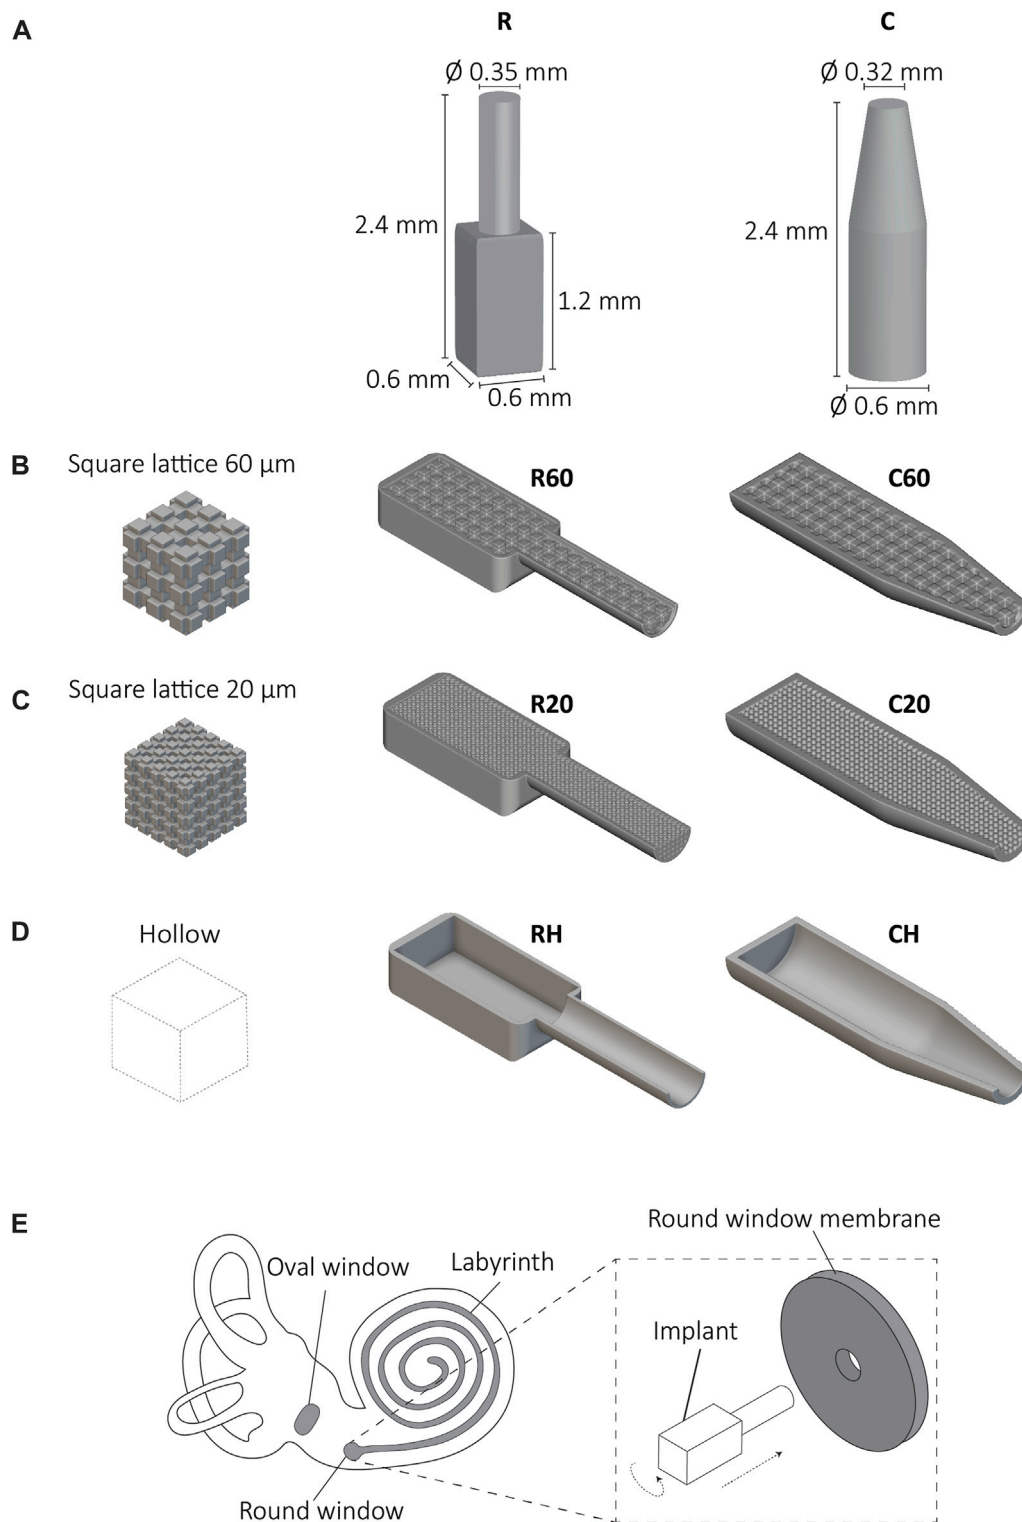 A
R
C
Ø 0.35 mm
Ø 0.32 mm
2.4 mm
2.4 mm
1.2 mm
0.6 mm
0.6 mm
Ø 0.6 mm
B
Square lattice 60 µm
R60
C60
C
Square lattice 20 µm
R20
C20
D
Hollow
RH
CH
E
Round window membrane
Oval window
Labyrinth
Implant
Round window